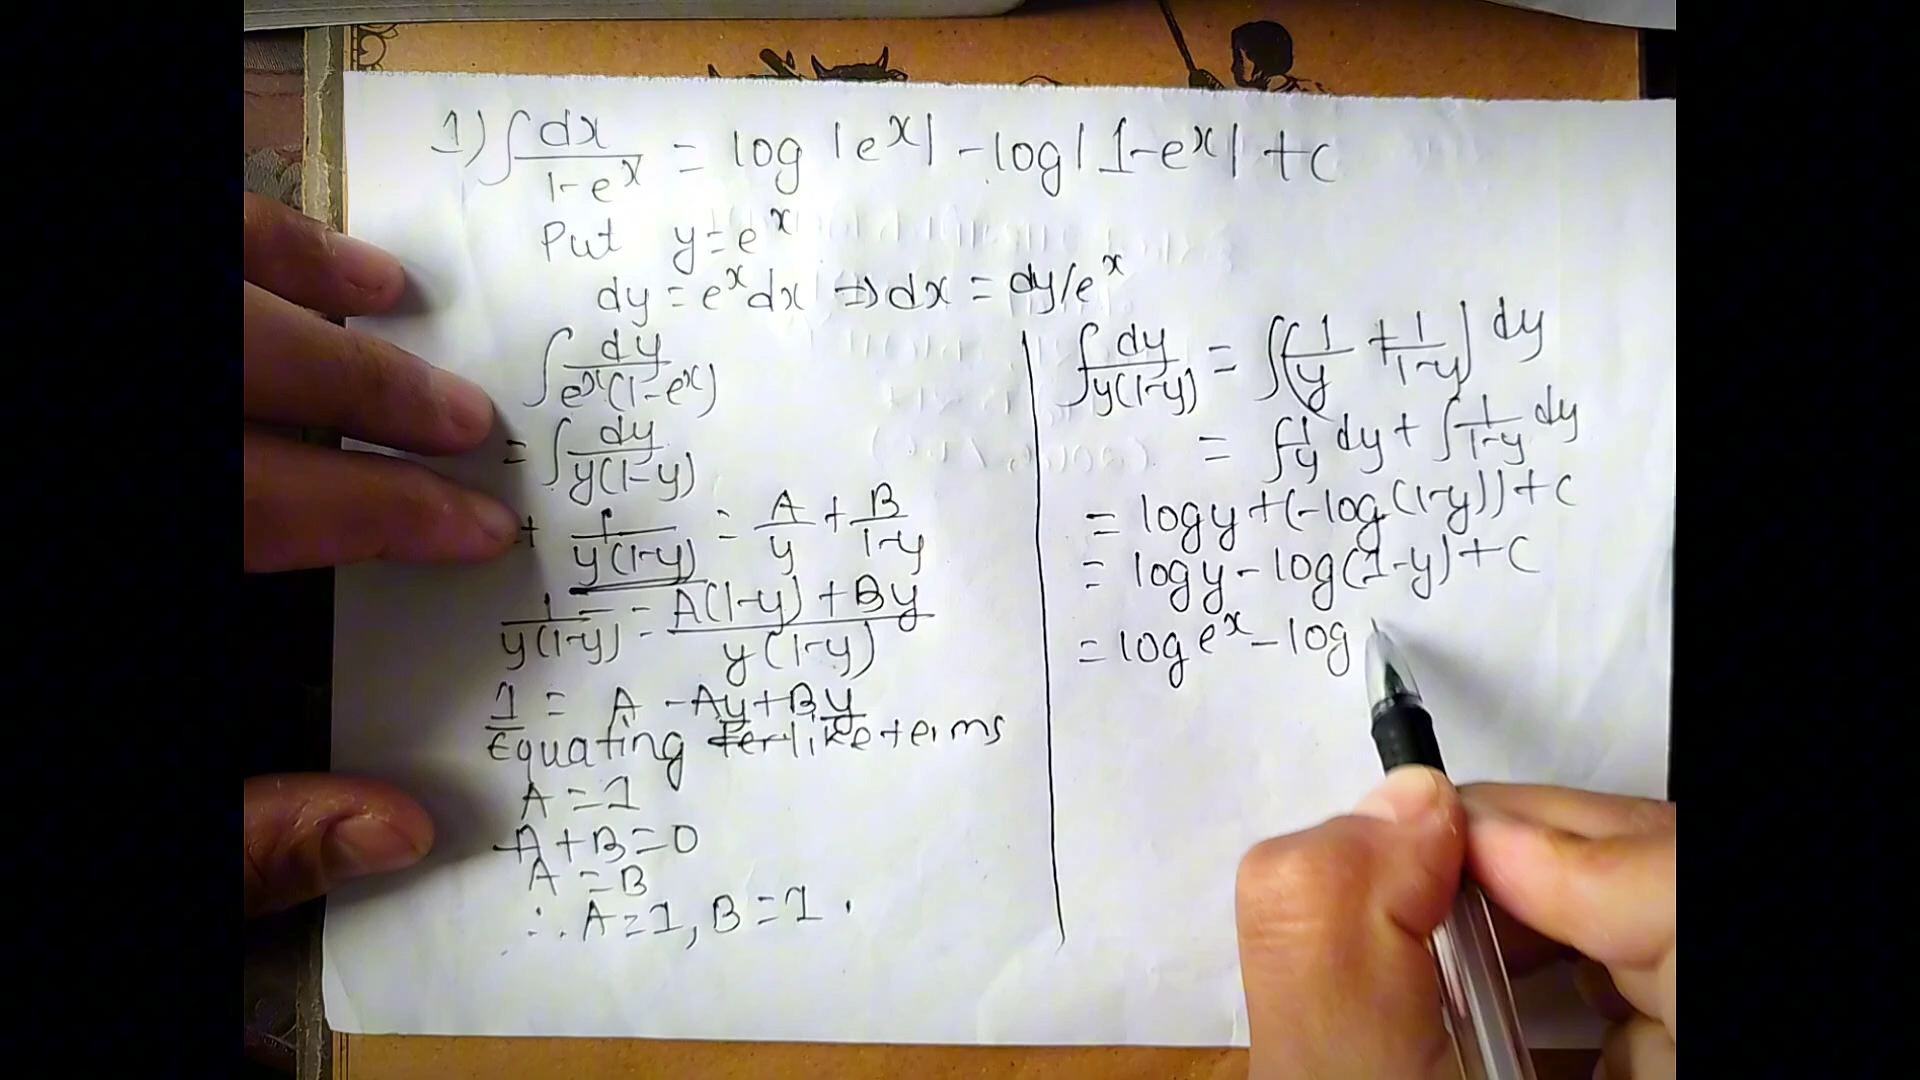 1) ∫ dx/(1-e^x) = log |e^x| - log | 1-e^x | + c
Put y = e^x
dy = e^x dx ⇒ dx = dy/e^x
∫ dy/(e^x(1-e^x))
= ∫ dy/(y(1-y))
+ 1/(y(1-y)) = A/y + B/(1-y)
1/(y(1-y)) = (A(1-y) + By)/(y(1-y))
1 = A - Ay + By
Equating like terms
A = 1
-A + B = 0
A = B
∴ A = 1, B = 1.
∫ dy/(y(1-y)) = ∫(1/y + 1/(1-y)) dy
= ∫ 1/y dy + ∫ 1/(1-y) dy
= log y + (-log (1-y)) + c
= log y - log (1-y) + c
= log e^x - log